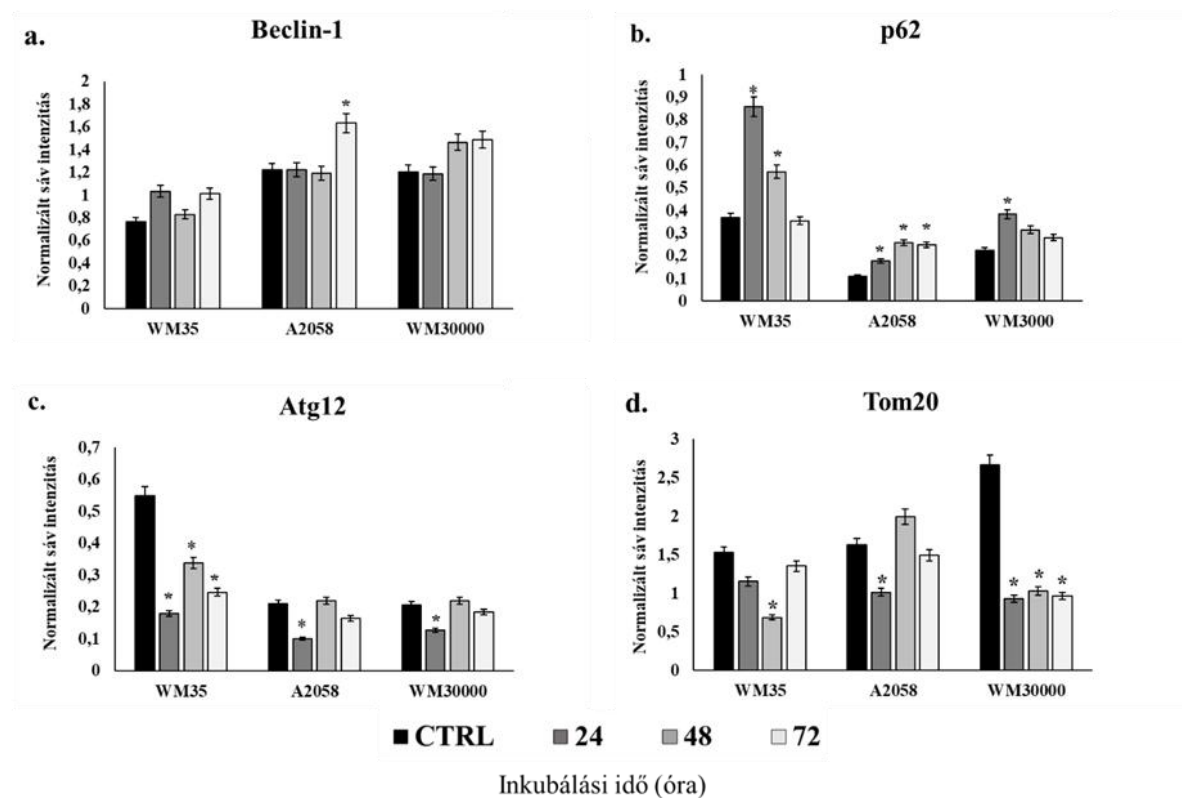 a.
Beclin-1
Normalizált sáv intenzitás
2
1,8
1,6
1,4
1,2
1
0,8
0,6
0,4
0,2
0
*
WM35 A2058 WM30000
b.
p62
Normalizált sáv intenzitás
1
0,9
0,8
0,7
0,6
0,5
0,4
0,3
0,2
0,1
0
* * * * * *
WM35 A2058 WM3000
c.
Atg12
Normalizált sáv intenzitás
0,7
0,6
0,5
0,4
0,3
0,2
0,1
0
* * * * *
WM35 A2058 WM30000
d.
Tom20
Normalizált sáv intenzitás
3
2,5
2
1,5
1
0,5
0
* * * * *
WM35 A2058 WM30000
CTRL 24 48 72
Inkubálási idő (óra)